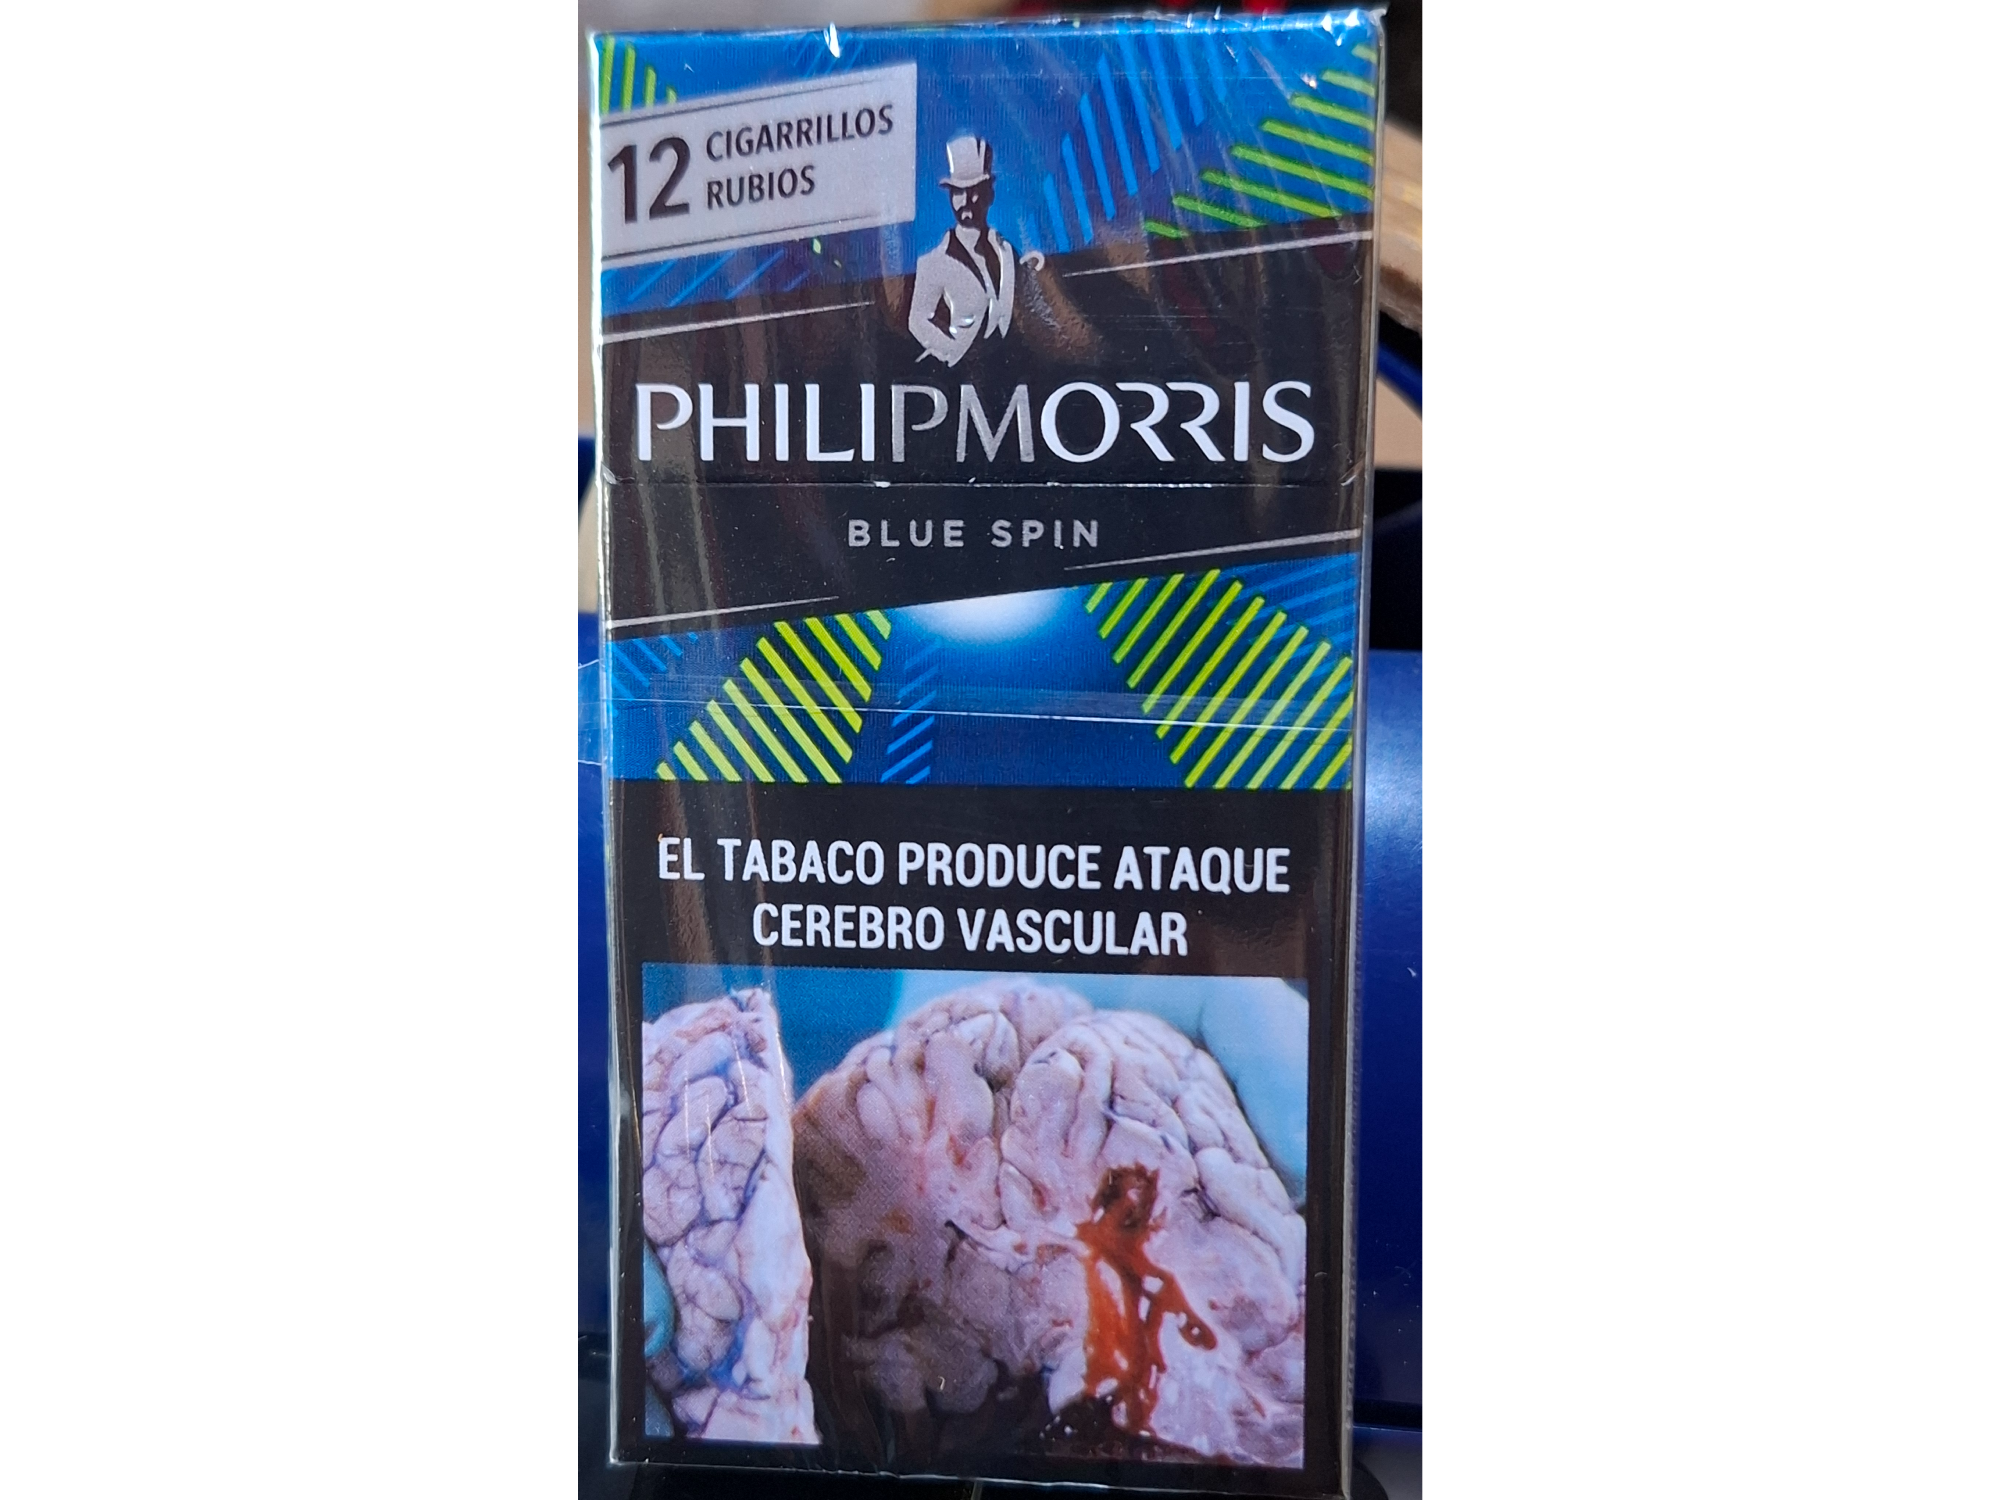 12 CIGARRILLOS
RUBIOS
PHILIPMORRIS
BLUE SPIN
EL TABACO PRODUCE ATAQUE
CEREBRO VASCULAR